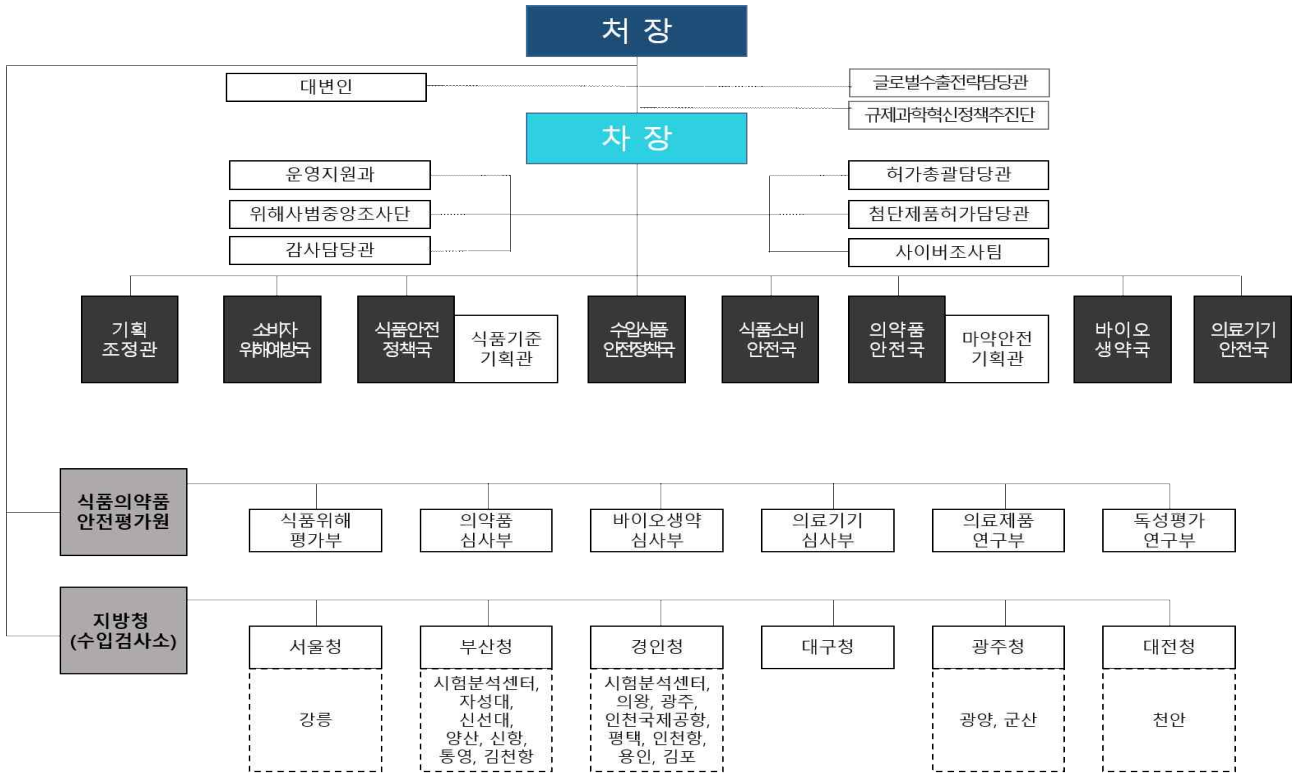 처 장
대변인
글로벌수출전략담당관
규제과학혁신정책추진단
차 장
운영지원과
허가총괄담당관
위해사범중앙조사단
첨단제품허가담당관
감사담당관
사이버조사팀
기획
조정관
소비자
위해예방국
식품안전
정책국
식품기준
기획관
수입식품
안전정책국
식품소비
안전국
의약품
안전국
마약안전
기획관
바이오
생약국
의료기기
안전국
식품의약품
안전평가원
식품위해
평가부
의약품
심사부
바이오생약
심사부
의료기기
심사부
의료제품
연구부
독성평가
연구부
지방청
(수입검사소)
서울청
부산청
경인청
대구청
광주청
대전청
강릉
시험분석센터,
자성대,
신선대,
양산, 신항,
통영, 김천항
시험분석센터,
의왕, 광주,
인천국제공항,
평택, 인천항,
용인, 김포
광양, 군산
천안